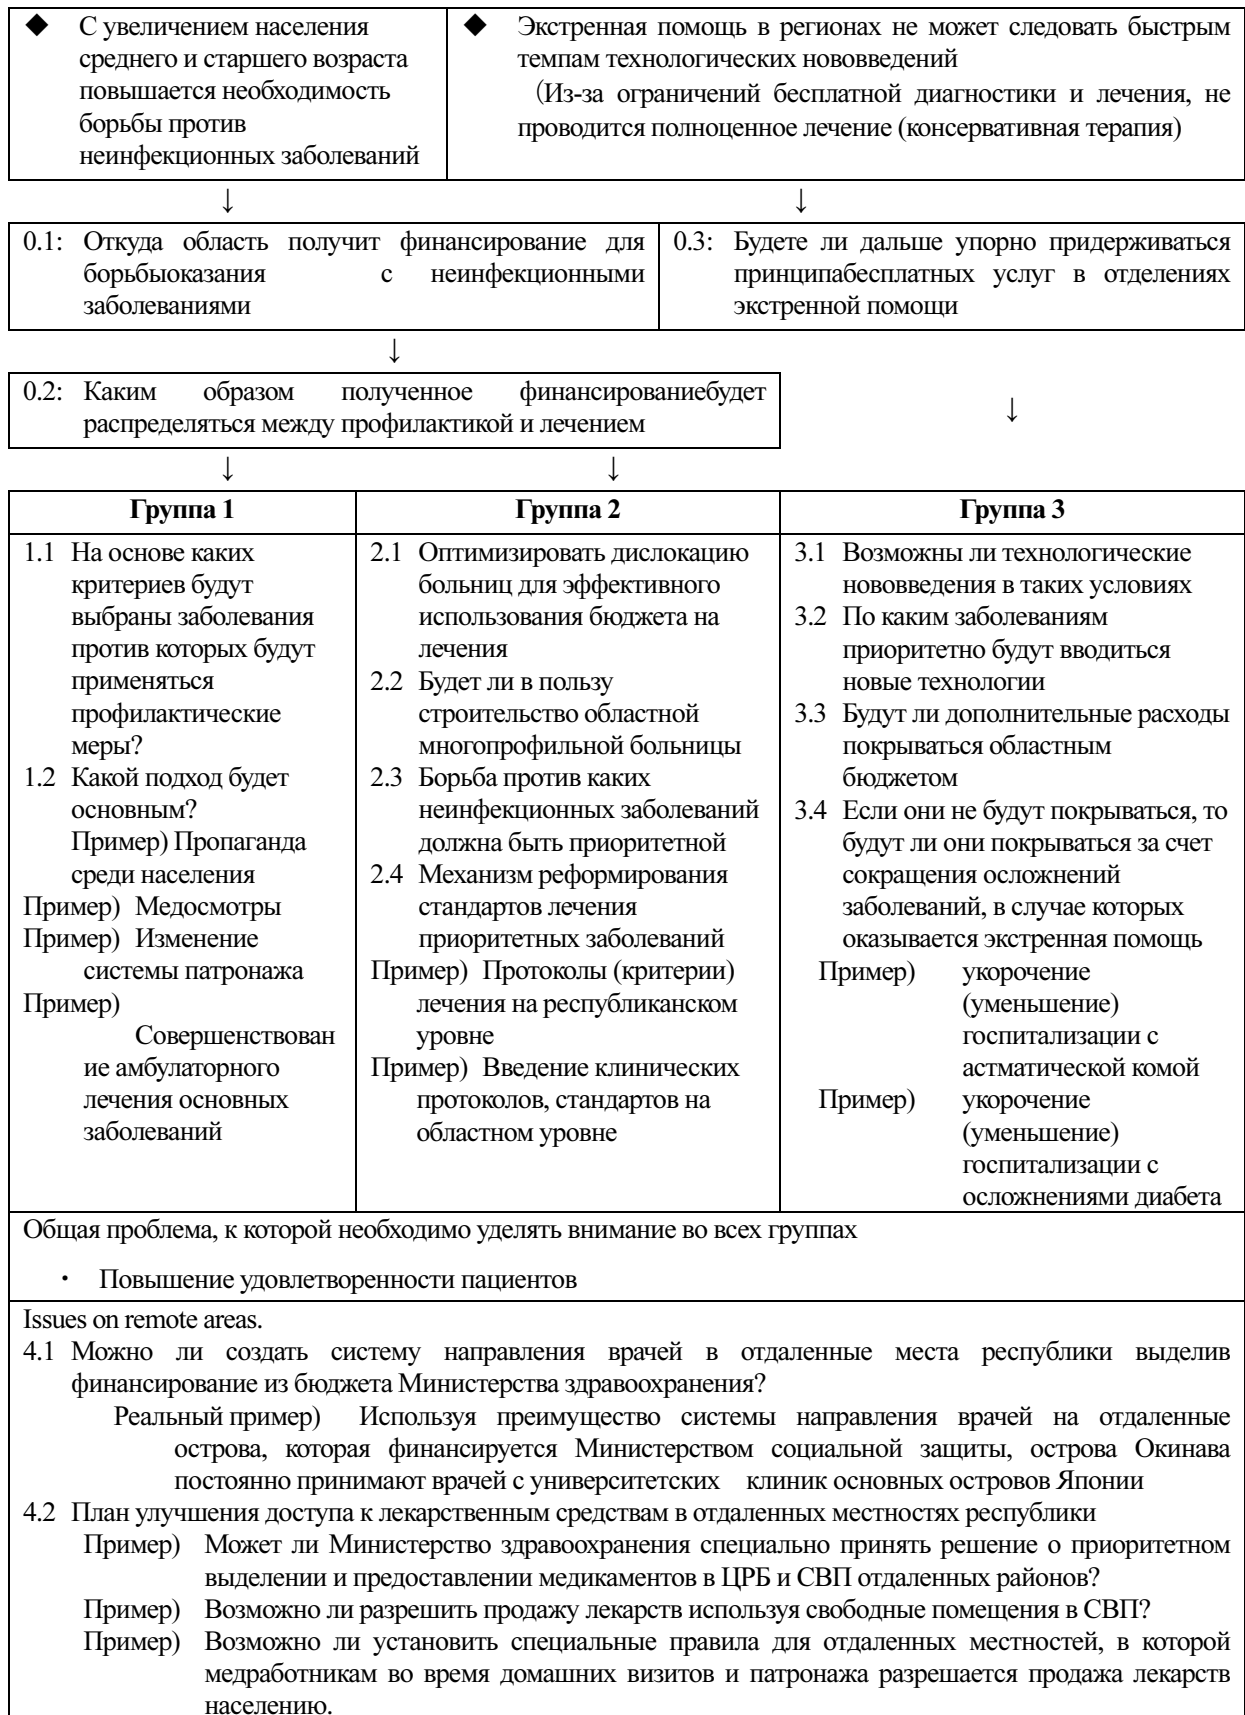 ◆ С увеличением населения
среднего и старшего возраста
повышается необходимость
борьбы против
неинфекционных заболеваний
◆ Экстренная помощь в регионах не может следовать быстрым
темпам технологических нововведений
(Из-за ограничений бесплатной диагностики и лечения, не
проводится полноценное лечение (консервативная терапия)
↓ ↓
0.1: Откуда область получит финансирование для
борьбыоказания с неинфекционными
заболеваниями
0.3: Будете ли дальше упорно придерживаться
принципабесплатных услуг в отделениях
экстренной помощи
↓
0.2: Каким образом полученное финансированиебудет
распределяться между профилактикой и лечением
↓
↓ ↓
Группа 1
1.1 На основе каких
критериев будут
выбраны заболевания
против которых будут
применяться
профилактические
меры?
1.2 Какой подход будет
основным?
Пример) Пропаганда
среди населения
Пример) Медосмотры
Пример) Изменение
системы патронажа
Пример)
Совершенствован
ие амбулаторного
лечения основных
заболеваний
Группа 2
2.1 Оптимизировать дислокацию
больниц для эффективного
использования бюджета на
лечения
2.2 Будет ли в пользу
строительство областной
многопрофильной больницы
2.3 Борьба против каких
неинфекционных заболеваний
должна быть приоритетной
2.4 Механизм реформирования
стандартов лечения
приоритетных заболеваний
Пример) Протоколы (критерии)
лечения на республиканском
уровне
Пример) Введение клинических
протоколов, стандартов на
областном уровне
Группа 3
3.1 Возможны ли технологические
нововведения в таких условиях
3.2 По каким заболеваниям
приоритетно будут вводиться
новые технологии
3.3 Будут ли дополнительные расходы
покрываться областным
бюджетом
3.4 Если они не будут покрываться, то
будут ли они покрываться за счет
сокращения осложнений
заболеваний, в случае которых
оказывается экстренная помощь
Пример) укорочение
(уменьшение)
госпитализации с
астматической комой
Пример) укорочение
(уменьшение)
госпитализации с
осложнениями диабета
Общая проблема, к которой необходимо уделять внимание во всех группах
・ Повышение удовлетворенности пациентов
Issues on remote areas.
4.1 Можно ли создать систему направления врачей в отдаленные места республики выделив
финансирование из бюджета Министерства здравоохранения?
Реальный пример) Используя преимущество системы направления врачей на отдаленные
острова, которая финансируется Министерством социальной защиты, острова Окинава
постоянно принимают врачей с университетских клиник основных островов Японии
4.2 План улучшения доступа к лекарственным средствам в отдаленных местностях республики
Пример) Может ли Министерство здравоохранения специально принять решение о приоритетном
выделении и предоставлении медикаментов в ЦРБ и СВП отдаленных районов?
Пример) Возможно ли разрешить продажу лекарств используя свободные помещения в СВП?
Пример) Возможно ли установить специальные правила для отдаленных местностей, в которой
медработникам во время домашних визитов и патронажа разрешается продажа лекарств
населению.